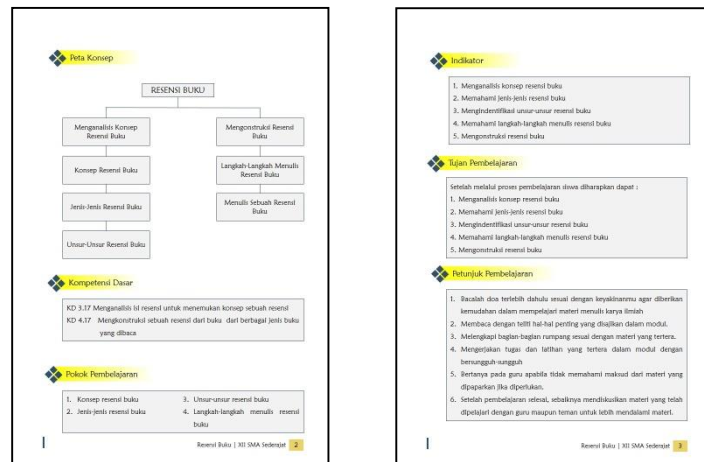 Peta Konsep
RESENSI BUKU
Menganalisis Konsep
Resensi Buku
Mengonstruksi Resensi
Buku
Konsep Resensi Buku
Langkah-Langkah Menulis
Resensi Buku
Jenis-Jenis Resensi Buku
Menulis Sebuah Resensi
Buku
Unsur-Unsur Resensi Buku
Kompetensi Dasar
KD 3.17 Menganalisis isi resensi untuk menemukan konsep sebuah resensi
KD 4.17 Mengkonstruksi sebuah resensi dari buku dari berbagai jenis buku
yang dibaca
Pokok Pembelajaran
1. Konsep resensi buku
2. Jenis-jenis resensi buku
3. Unsur-unsur resensi buku
4. Langkah-langkah menulis resensi
buku
Resensi Buku | XII SMA Sederajat 2
Indikator
1. Menganalisis konsep resensi buku
2. Memahami jenis-jenis resensi buku
3. Mengindentifikasi unsur-unsur resensi buku
4. Memahami langkah-langkah menulis resensi buku
5. Mengonstruksi resensi buku
Tujan Pembelajaran
Setelah melalui proses pembelajaran siswa diharapkan dapat :
1. Menganalisis konsep resensi buku
2. Memahami jenis-jenis resensi buku
3. Mengindentifikasi unsur-unsur resensi buku
4. Memahami langkah-langkah menulis resensi buku
5. Mengonstruksi resensi buku
Petunjuk Pembelajaran
1. Bacalah doa terlebih dahulu sesuai dengan keyakinanmu agar diberikan
kemudahan dalam mempelajari materi menulis karya ilmiah
2. Membaca dengan teliti hal-hal penting yang disajikan dalam modul.
3. Melengkapi bagian-bagian rumpang sesuai dengan materi yang tertera.
4. Mengerjakan tugas dan latihan yang tertera dalam modul dengan
bersungguh-sungguh
5. Bertanya pada guru apabila tidak memahami maksud dari materi yang
dipaparkan jika diperlukan.
6. Setelah pembelajaran selesai, sebaiknya mendiskusikan materi yang telah
dipelajari dengan guru maupun teman untuk lebih mendalami materi.
Resensi Buku | XII SMA Sederajat 3